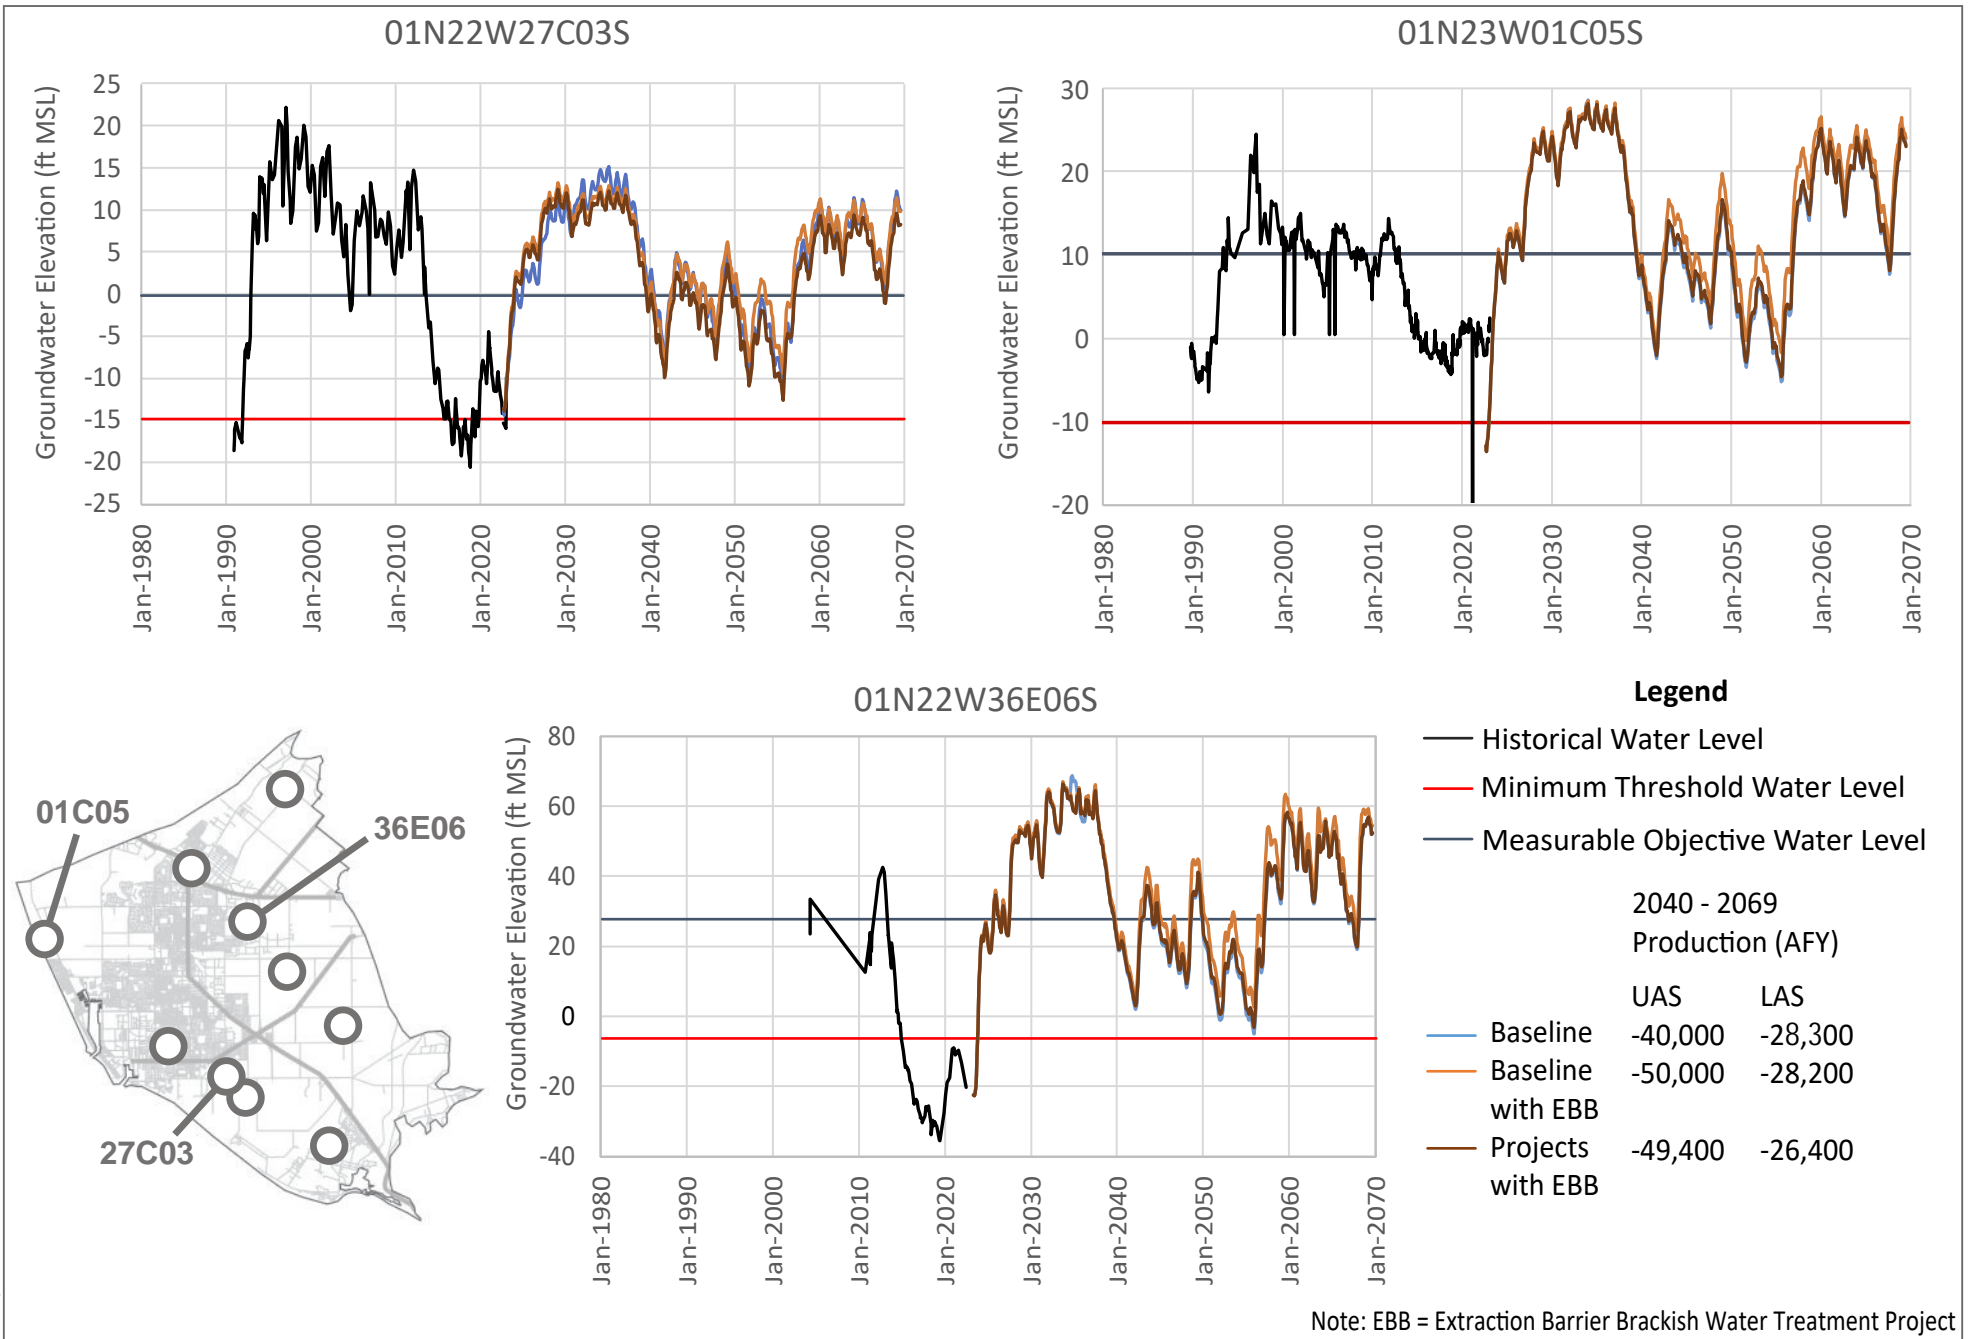 01N22W27C03S
Groundwater Elevation (ft MSL)
25
20
15
10
5
0
-5
-10
-15
-20
-25
Jan-1980
Jan-1990
Jan-2000
Jan-2010
Jan-2020
Jan-2030
Jan-2040
Jan-2050
Jan-2060
Jan-2070
01N23W01C05S
Groundwater Elevation (ft MSL)
30
20
10
0
-10
-20
Jan-1980
Jan-1990
Jan-2000
Jan-2010
Jan-2020
Jan-2030
Jan-2040
Jan-2050
Jan-2060
Jan-2070
01C05
36E06
27C03
01N22W36E06S
Groundwater Elevation (ft MSL)
80
60
40
20
0
-20
-40
Jan-1980
Jan-1990
Jan-2000
Jan-2010
Jan-2020
Jan-2030
Jan-2040
Jan-2050
Jan-2060
Jan-2070
Legend
Historical Water Level
Minimum Threshold Water Level
Measurable Objective Water Level
2040 - 2069
Production (AFY)
UAS LAS
Baseline -40,000 -28,300
Baseline -50,000 -28,200
with EBB
Projects -49,400 -26,400
with EBB
Note: EBB = Extraction Barrier Brackish Water Treatment Project